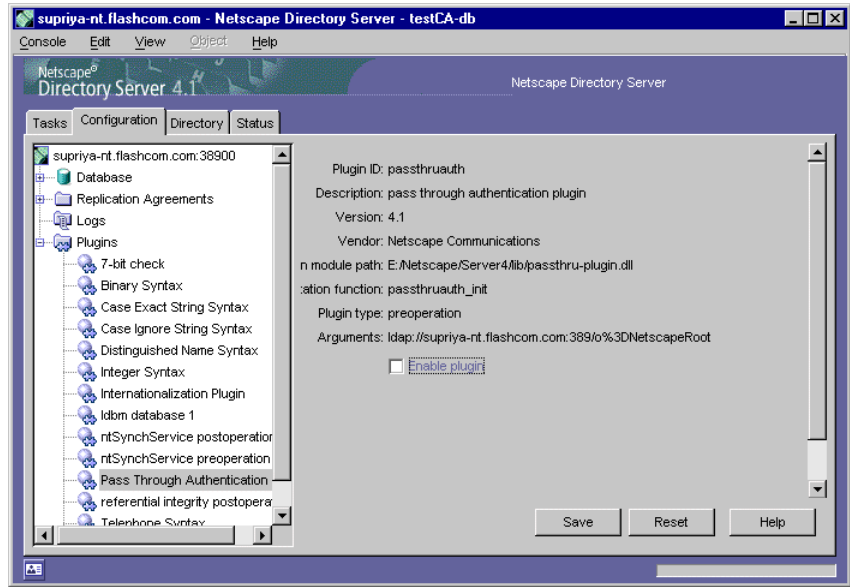 supriya-nt.flashcom.com - Netscape Directory Server - testCA-db
Console Edit View Object Help
Netscape®
Directory Server 4.1
Netscape Directory Server
Tasks Configuration Directory Status
supriya-nt.flashcom.com:38900
Database
Replication Agreements
Logs
Plugins
7-bit check
Binary Syntax
Case Exact String Syntax
Case Ignore String Syntax
Distinguished Name Syntax
Integer Syntax
Internationalization Plugin
ldbm database 1
ntSynchService postoperation
ntSynchService preoperation
Pass Through Authentication
referential integrity postopera
Telephone Syntax
Plugin ID: passthruauth
Description: pass through authentication plugin
Version: 4.1
Vendor: Netscape Communications
n module path: E:/Netscape/Server4/lib/passthru-plugin.dll
ation function: passthruauth_init
Plugin type: preoperation
Arguments: ldap://supriya-nt.flashcom.com:389/o%3DNetscapeRoot
Enable plugin
Save Reset Help